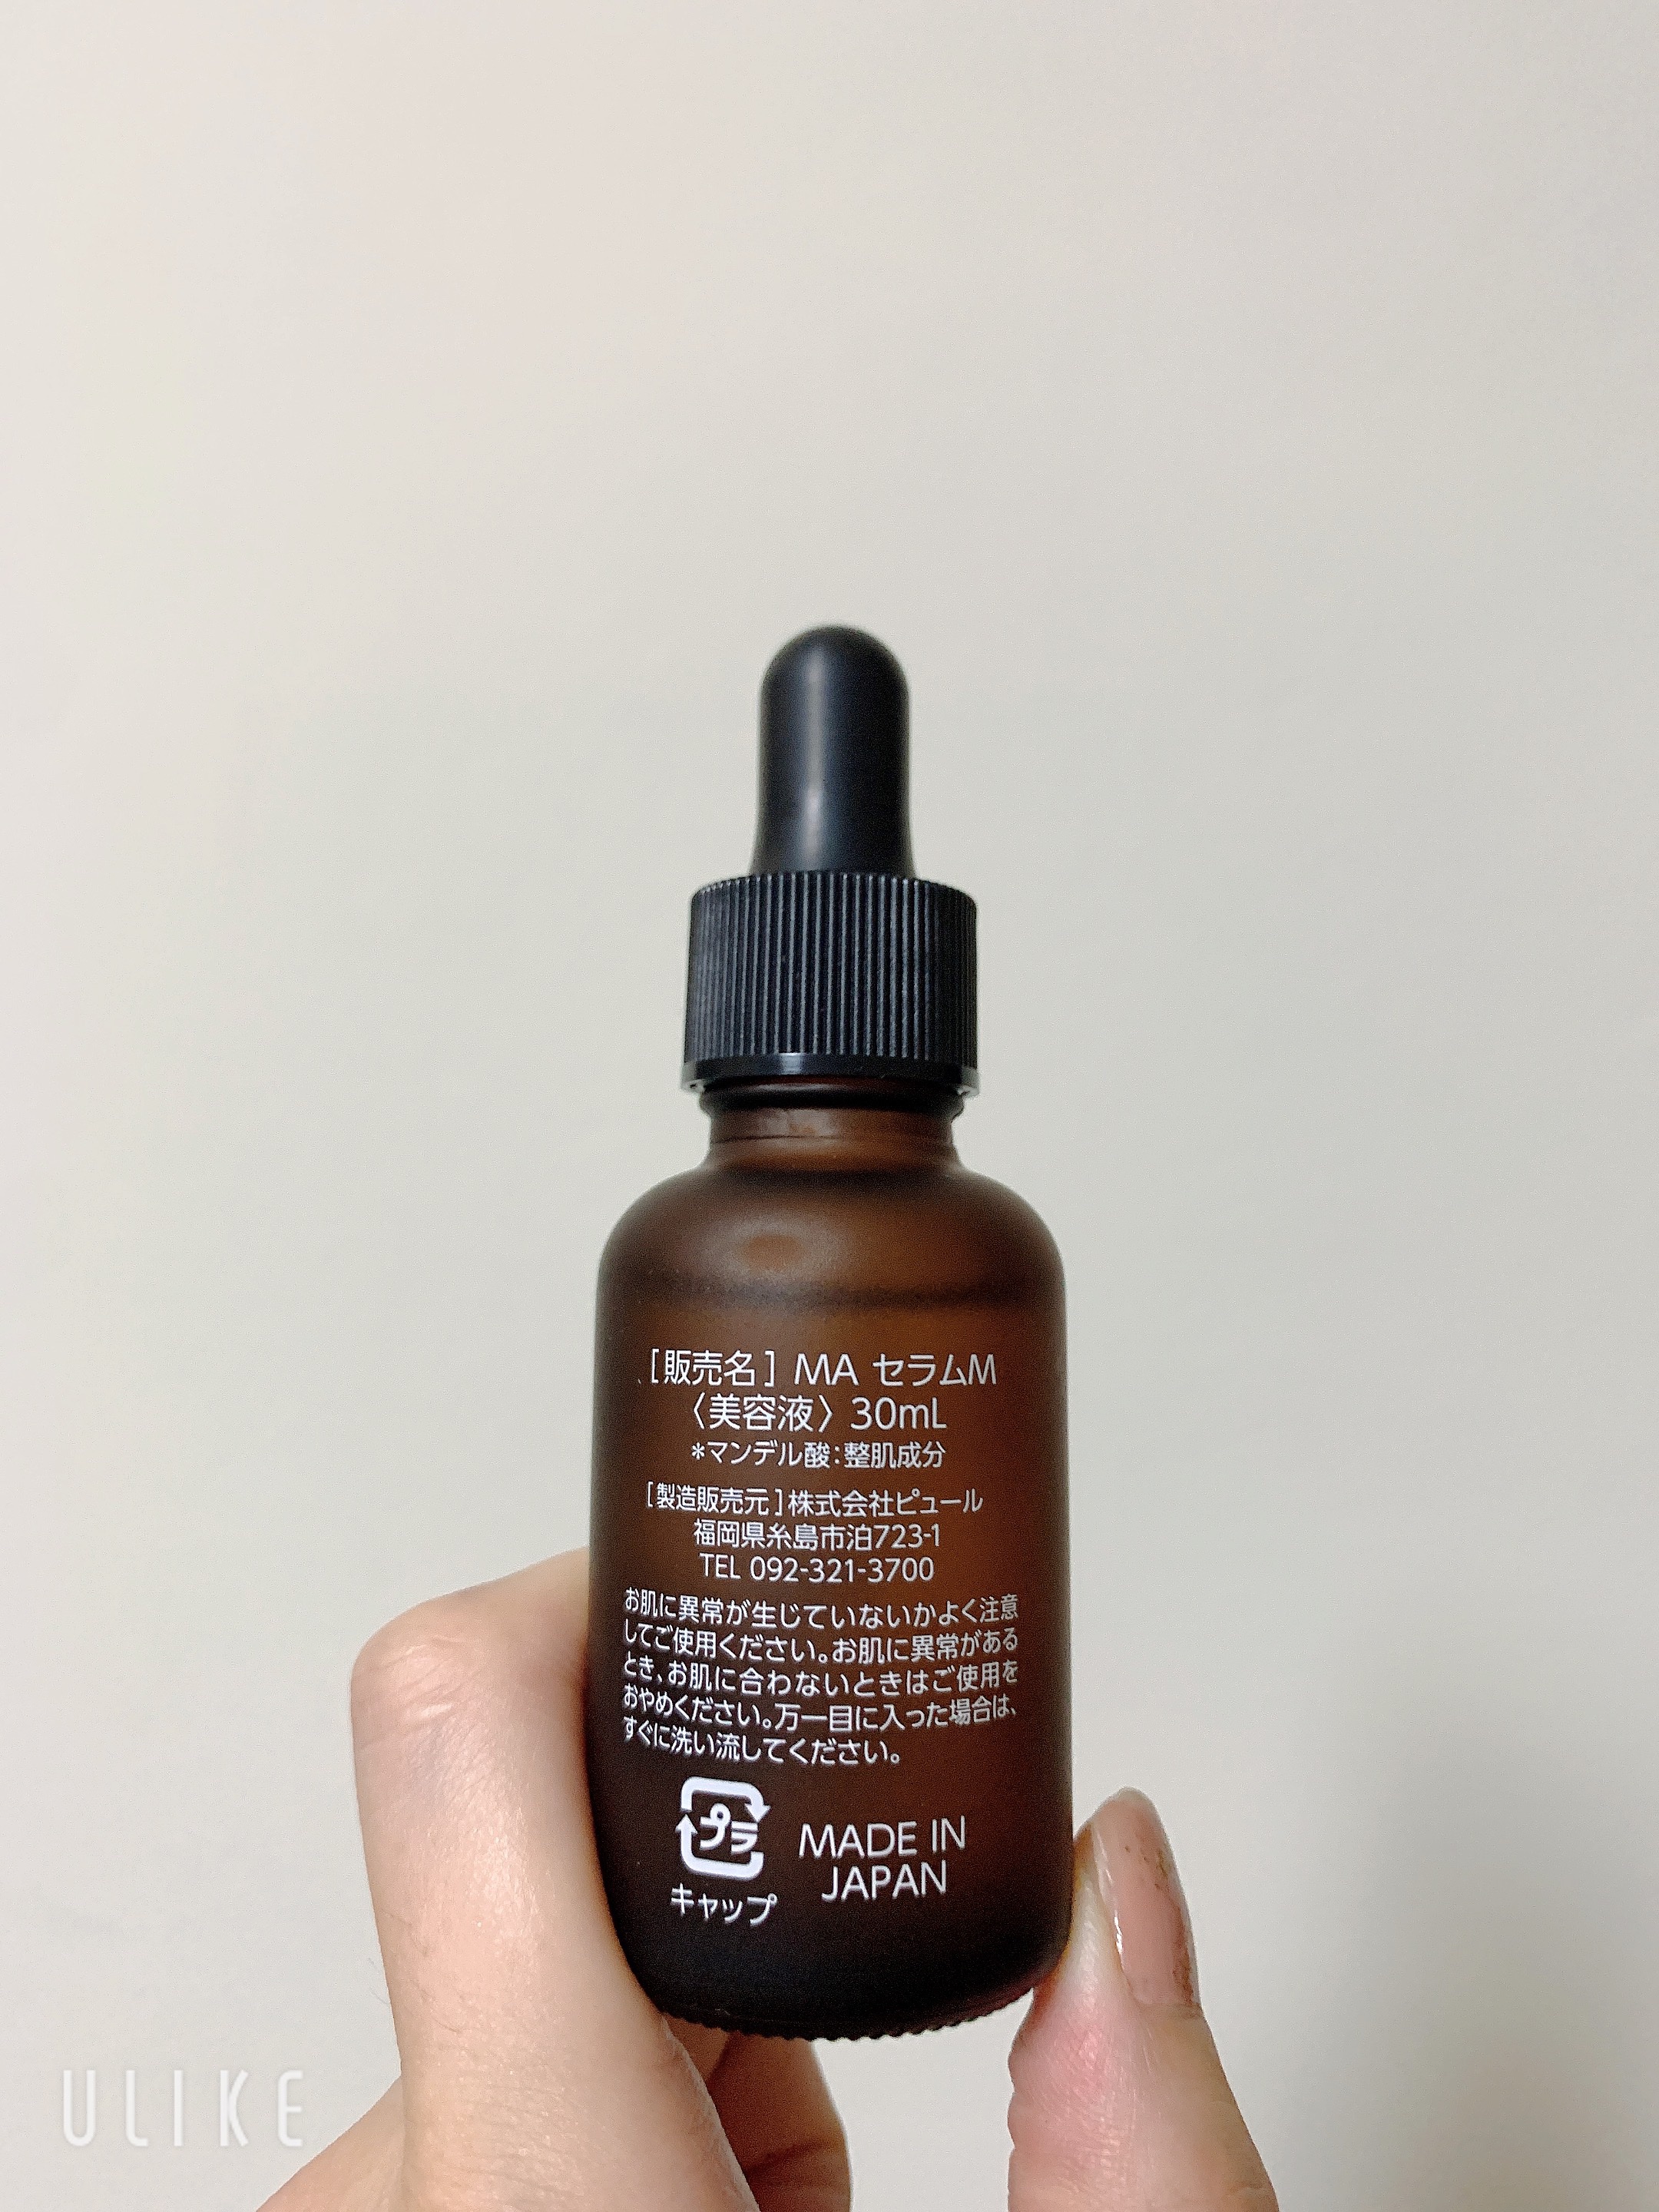 [販売名] MA セラムM
〈美容液〉30mL
*マンデル酸:整肌成分
[製造販売元]株式会社ピュール
福岡県糸島市泊723-1
TEL 092-321-3700
お肌に異常が生じていないかよく注意
してご使用ください。お肌に異常がある
とき、お肌に合わないときはご使用を
おやめください。万一目に入った場合は、
すぐに洗い流してください。
プラ
キャップ
MADE IN
JAPAN
ULIKE